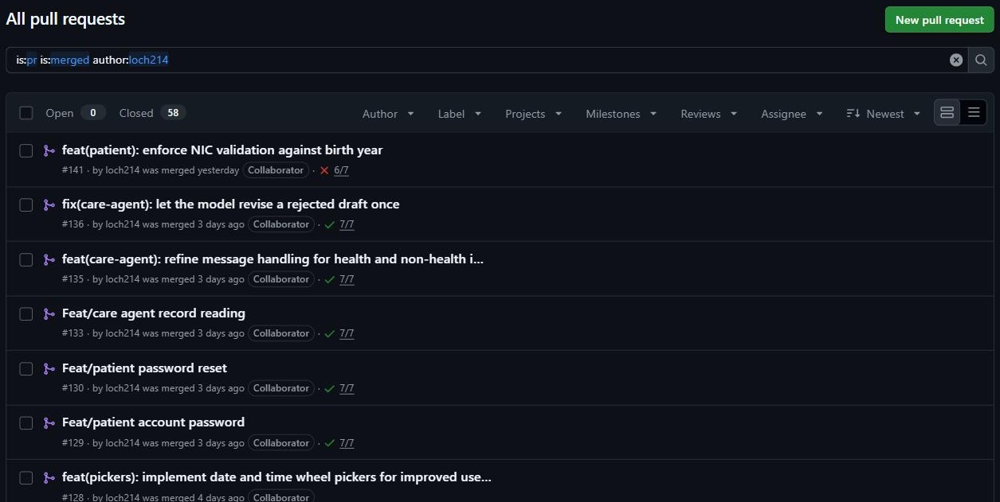 All pull requests
New pull request
is:pr is:merged author:loch214
Open 0 Closed 58 Author Label Projects Milestones Reviews Assignee Newest
feat(patient): enforce NIC validation against birth year
#141 · by loch214 was merged yesterday Collaborator · 6/7
fix(care-agent): let the model revise a rejected draft once
#136 · by loch214 was merged 3 days ago Collaborator · 7/7
feat(care-agent): refine message handling for health and non-health i...
#135 · by loch214 was merged 3 days ago Collaborator · 7/7
Feat/care agent record reading
#133 · by loch214 was merged 3 days ago Collaborator · 7/7
Feat/patient password reset
#130 · by loch214 was merged 3 days ago Collaborator · 7/7
Feat/patient account password
#129 · by loch214 was merged 3 days ago Collaborator · 7/7
feat(pickers): implement date and time wheel pickers for improved use...
#128 · by loch214 was merged 4 days ago Collaborator